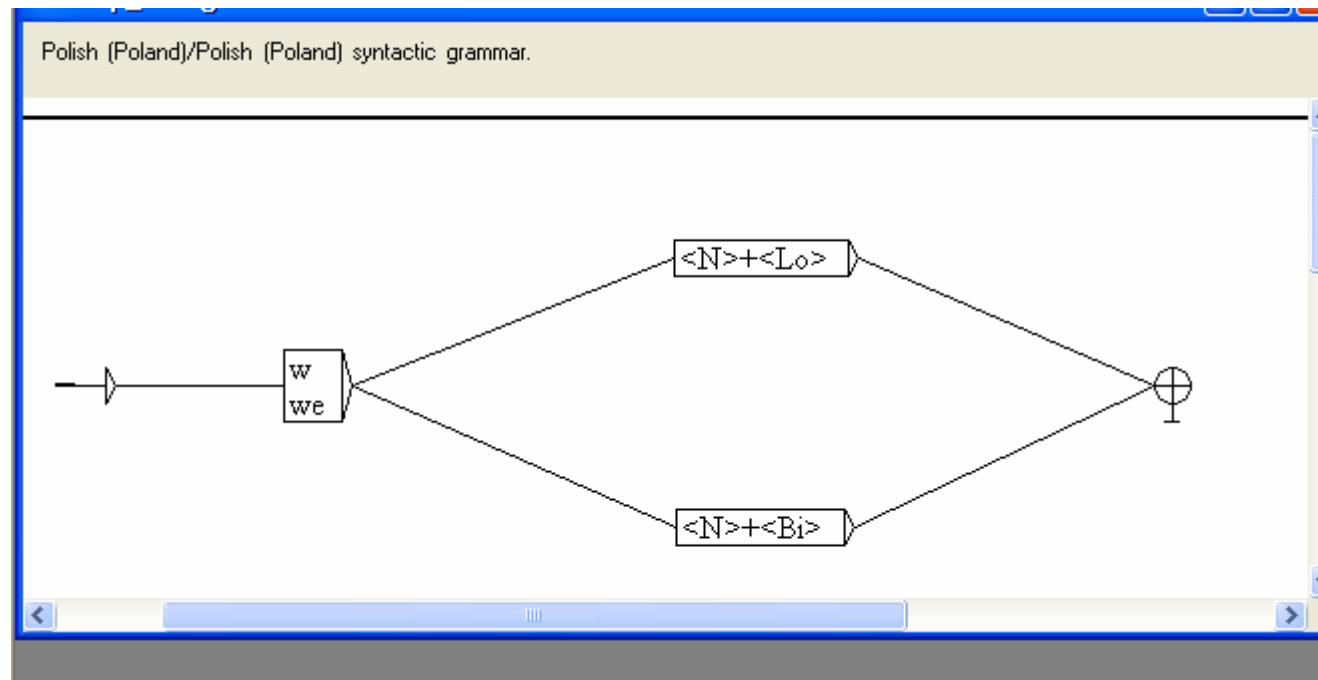 Polish (Poland)/Polish (Poland) syntactic grammar.
<N>+<Lo>
w
we
<N>+<Bi>